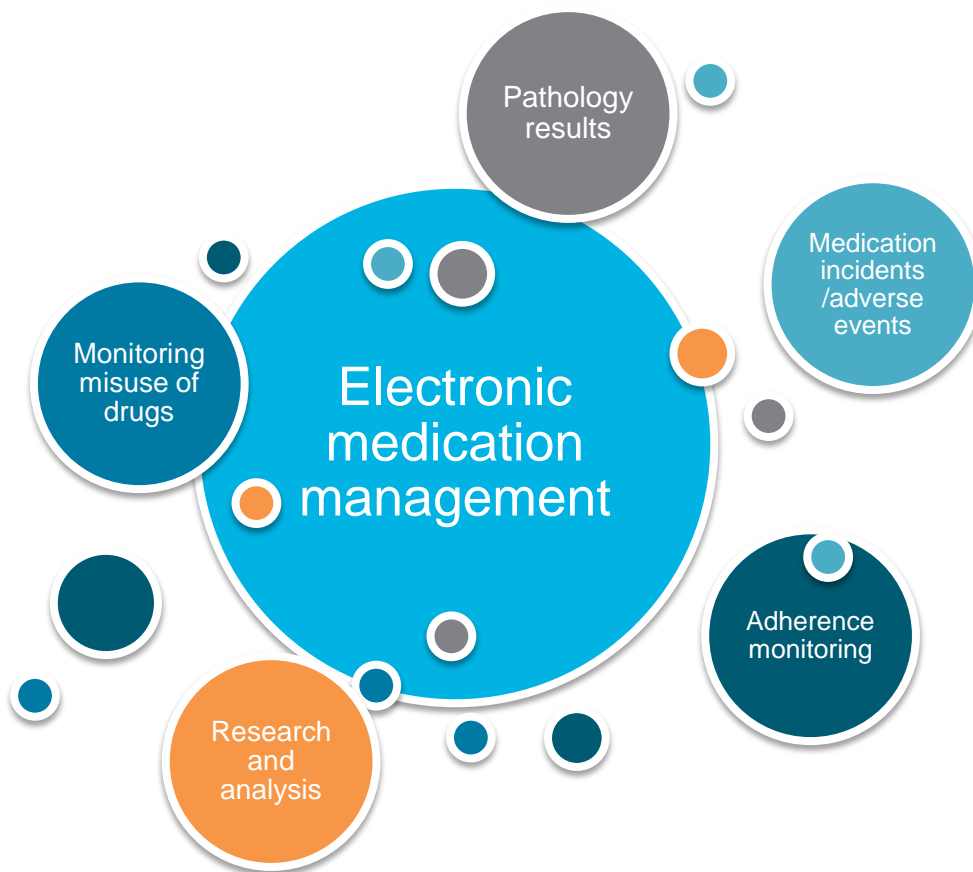 Pathology
results
Medication
incidents
/adverse
events
Monitoring
misuse of
drugs
Electronic
medication
management
Adherence
monitoring
Research
and
analysis